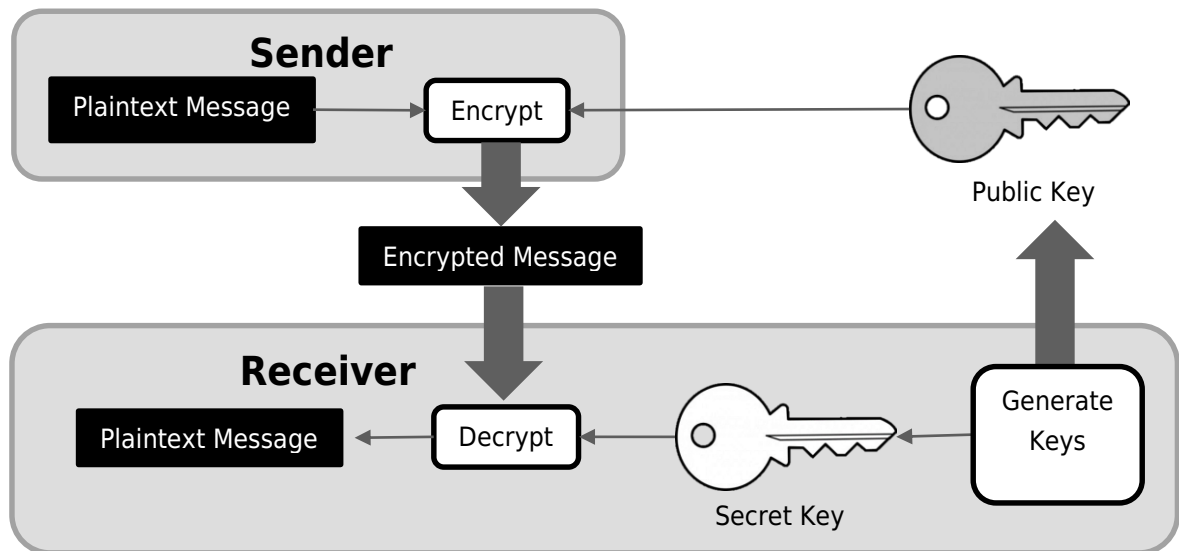 Sender
Plaintext Message
Encrypt
Public Key
Encrypted Message
Receiver
Plaintext Message
Decrypt
Secret Key
Generate
Keys